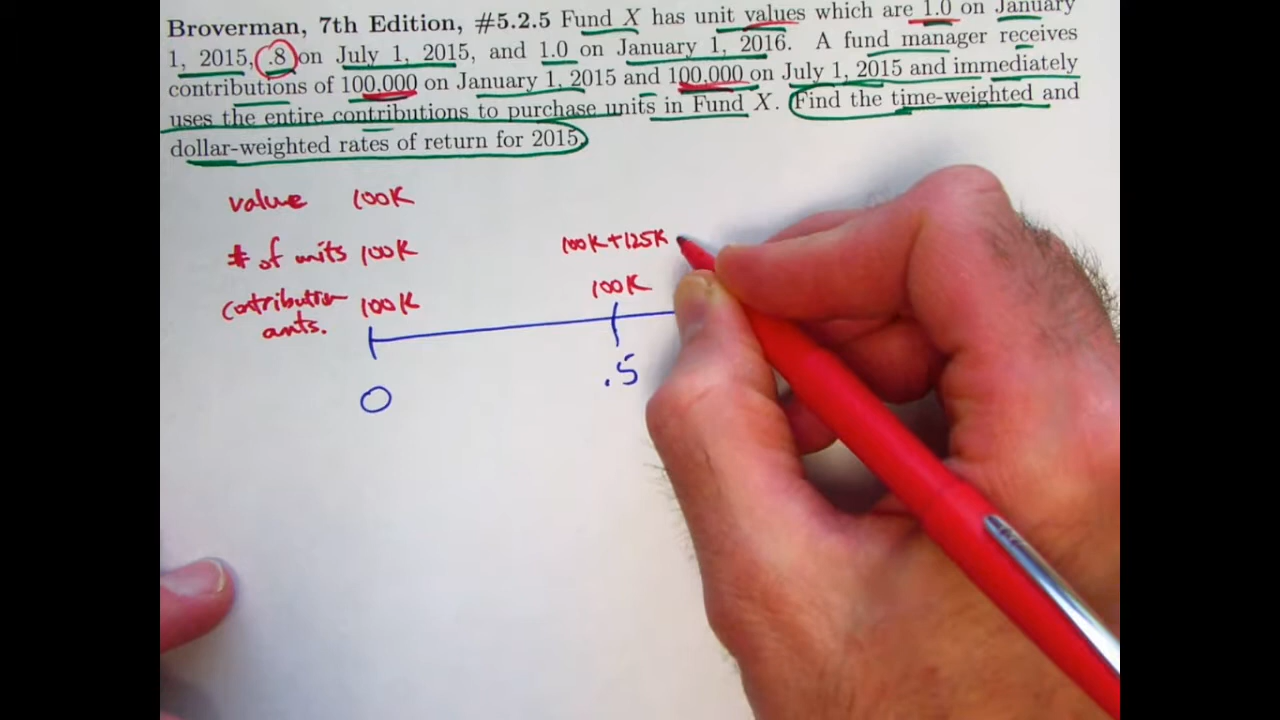 Broverman, 7th Edition, #5.2.5 Fund X has unit values which are 1.0 on January
1, 2015, .8 on July 1, 2015, and 1.0 on January 1, 2016. A fund manager receives
contributions of 100,000 on January 1, 2015 and 100,000 on July 1, 2015 and immediately
uses the entire contributions to purchase units in Fund X. Find the time-weighted and
dollar-weighted rates of return for 2015.
value 100K
# of units 100K 100K+125K
contribution 100K 100K
amts.
0 .5